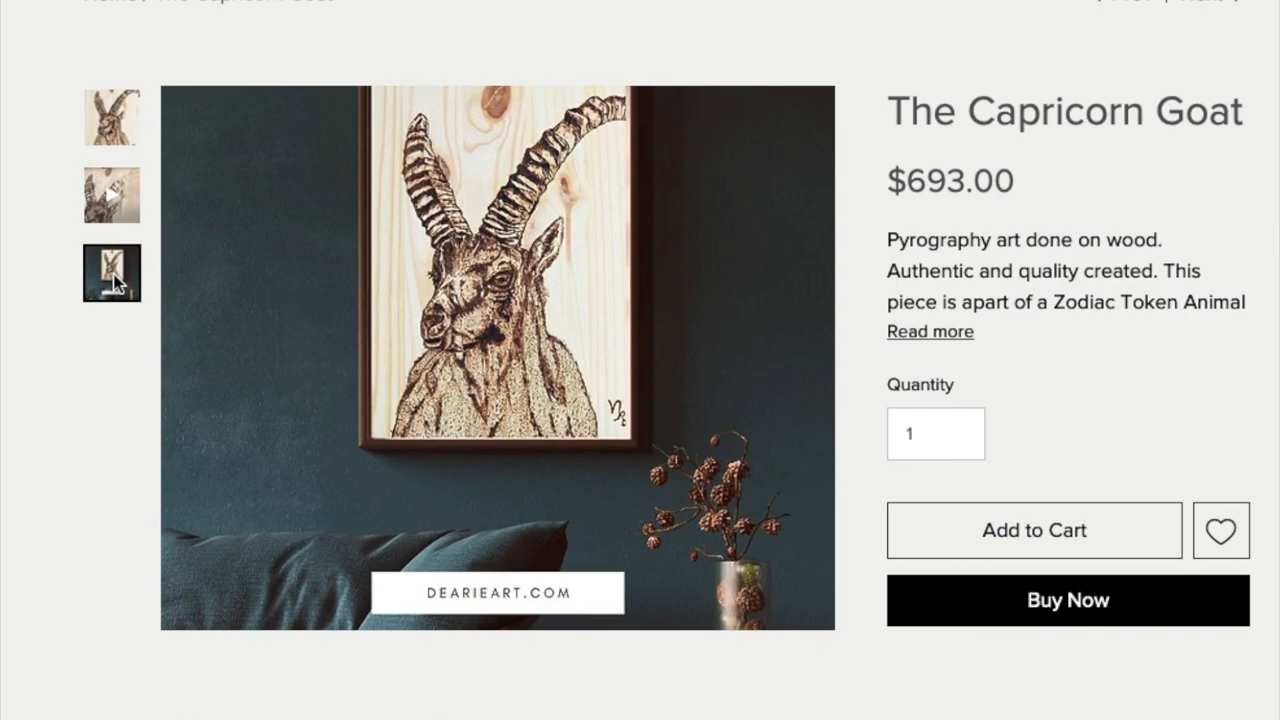 The Capricorn Goat
$693.00
Pyrography art done on wood.
Authentic and quality created. This
piece is apart of a Zodiac Token Animal
Read more
Quantity
1
Add to Cart
Buy Now
DEARIEART.COM